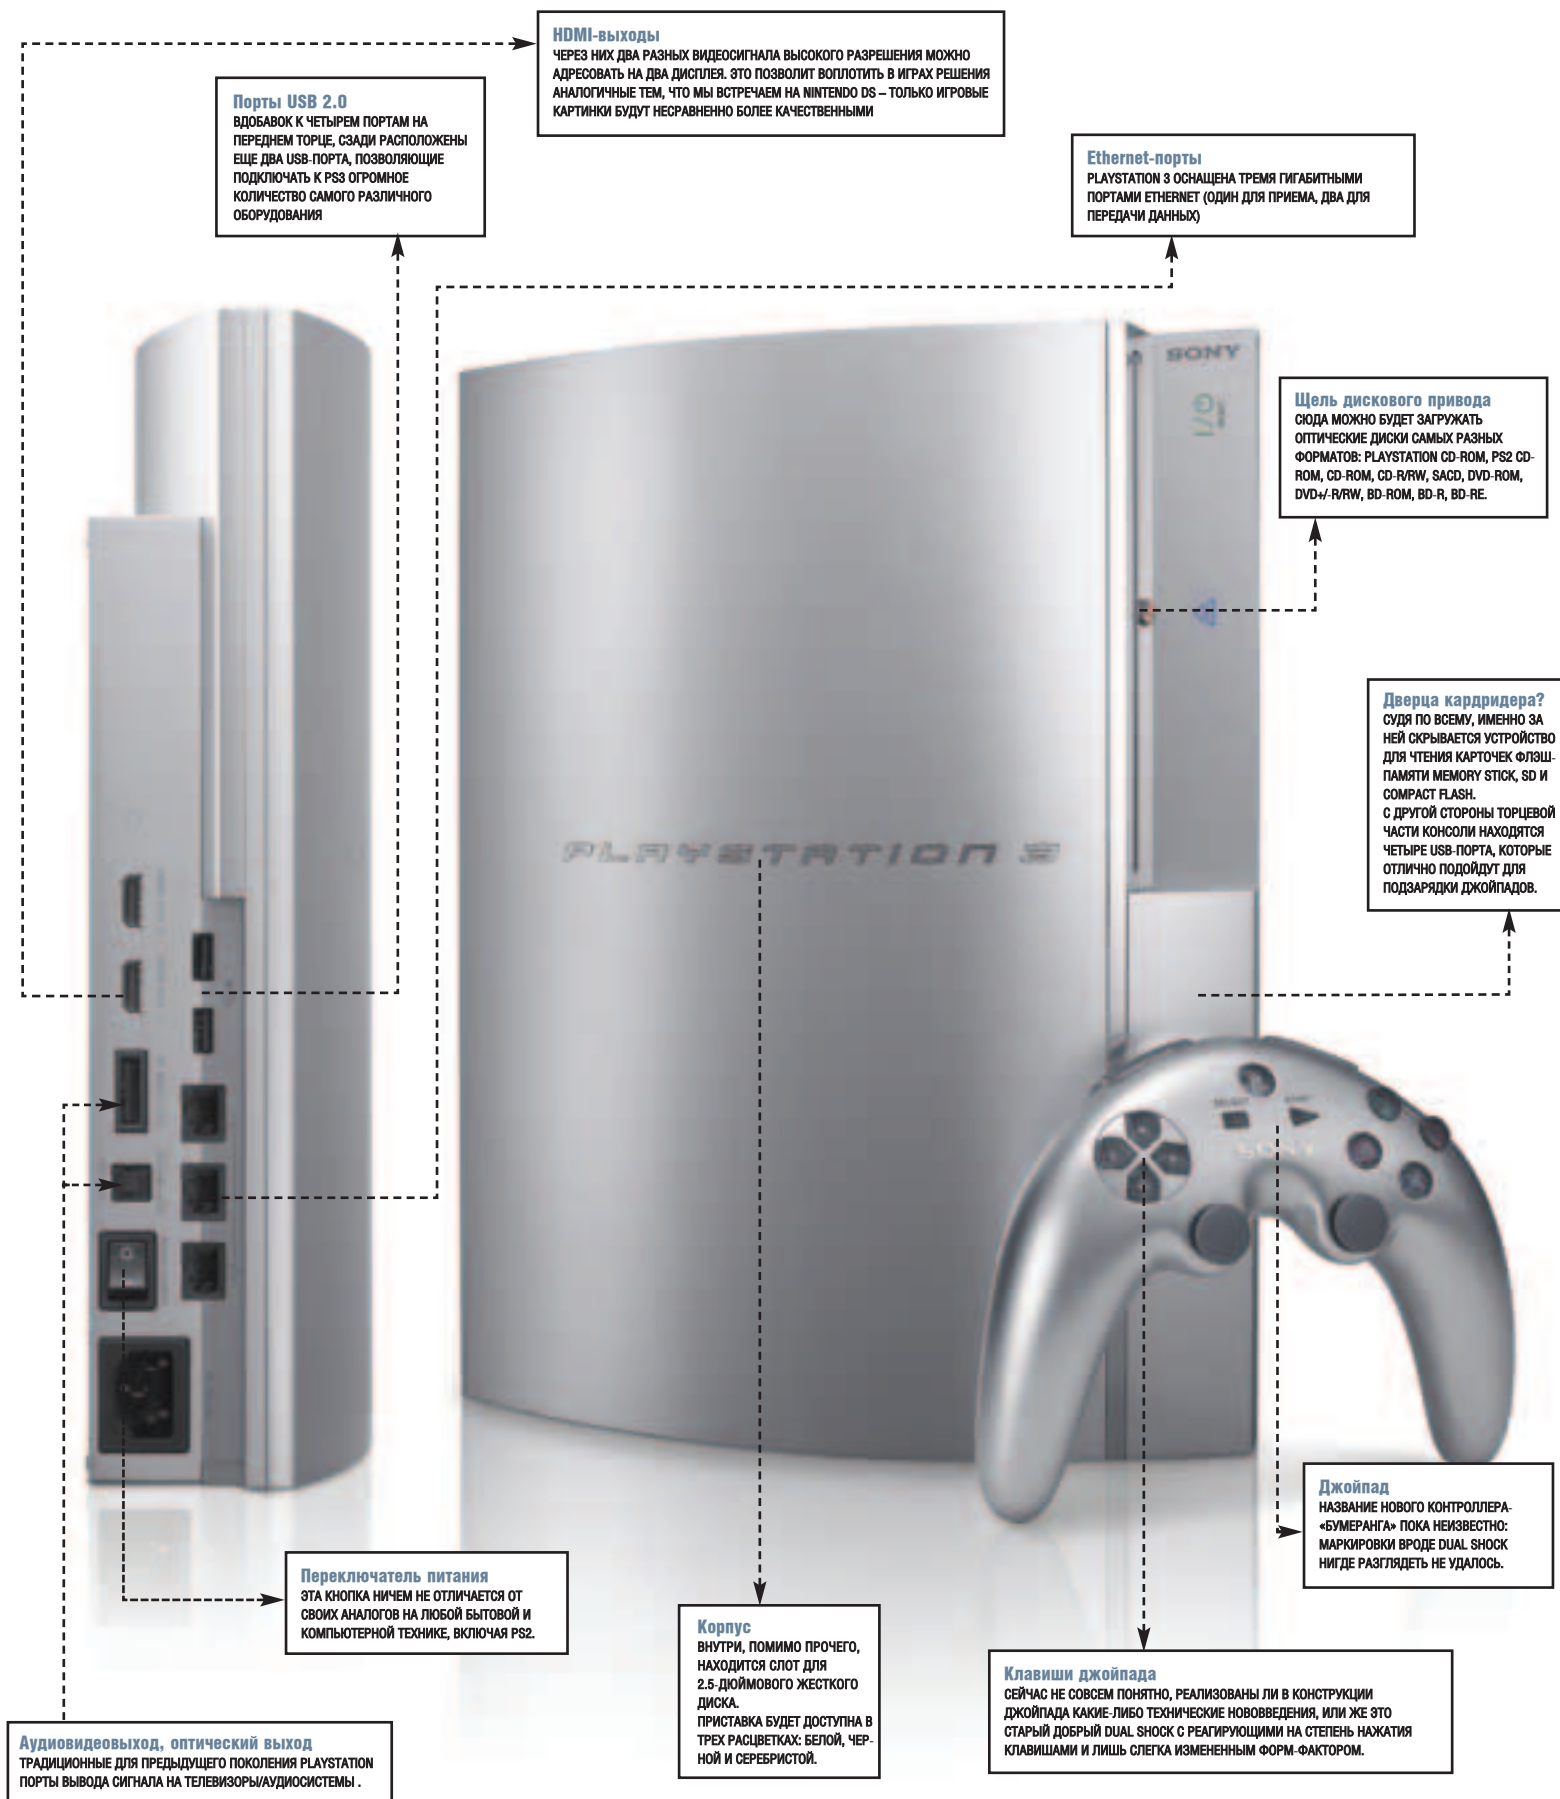 HDMI-выходы
ЧЕРЕЗ НИХ ДВА РАЗНЫХ ВИДЕОСИГНАЛА ВЫСОКОГО РАЗРЕШЕНИЯ МОЖНО
АДРЕСОВАТЬ НА ДВА ДИСПЛЕЯ. ЭТО ПОЗВОЛИТ ВОПЛОТИТЬ В ИГРАХ РЕШЕНИЯ
АНАЛОГИЧНЫЕ ТЕМ, ЧТО МЫ ВСТРЕЧАЕМ НА NINTENDO DS – ТОЛЬКО ИГРОВЫЕ
КАРТИНКИ БУДУТ НЕСРАВНЕННО БОЛЕЕ КАЧЕСТВЕННЫМИ
Порты USB 2.0
ВДОБАВОК К ЧЕТЫРЕМ ПОРТАМ НА
ПЕРЕДНЕМ ТОРЦЕ, СЗАДИ РАСПОЛОЖЕНЫ
ЕЩЕ ДВА USB-ПОРТА, ПОЗВОЛЯЮЩИЕ
ПОДКЛЮЧАТЬ К PS3 ОГРОМНОЕ
КОЛИЧЕСТВО САМОГО РАЗЛИЧНОГО
ОБОРУДОВАНИЯ
Ethernet-порты
PLAYSTATION 3 ОСНАЩЕНА ТРЕМЯ ГИГАБИТНЫМИ
ПОРТАМИ ETHERNET (ОДИН ДЛЯ ПРИЕМА, ДВА ДЛЯ
ПЕРЕДАЧИ ДАННЫХ)
SONY
Щель дискового привода
СЮДА МОЖНО БУДЕТ ЗАГРУЖАТЬ
ОПТИЧЕСКИЕ ДИСКИ САМЫХ РАЗНЫХ
ФОРМАТОВ: PLAYSTATION CD-ROM, PS2 CD-
ROM, CD-ROM, CD-R/RW, SACD, DVD-ROM,
DVD+/-R/RW, BD-ROM, BD-R, BD-RE.
Дверца кардридера?
СУДЯ ПО ВСЕМУ, ИМЕННО ЗА
НЕЙ СКРЫВАЕТСЯ УСТРОЙСТВО
ДЛЯ ЧТЕНИЯ КАРТОЧЕК ФЛЭШ-
ПАМЯТИ MEMORY STICK, SD И
COMPACT FLASH.
С ДРУГОЙ СТОРОНЫ ТОРЦЕВОЙ
ЧАСТИ КОНСОЛИ НАХОДЯТСЯ
ЧЕТЫРЕ USB-ПОРТА, КОТОРЫЕ
ОТЛИЧНО ПОДОЙДУТ ДЛЯ
ПОДЗАРЯДКИ ДЖОЙПАДОВ.
PLAYSTATION 3
SELECT START
SONY
Джойпад
НАЗВАНИЕ НОВОГО КОНТРОЛЛЕРА-
«БУМЕРАНГА» ПОКА НЕИЗВЕСТНО:
МАРКИРОВКИ ВРОДЕ DUAL SHOCK
НИГДЕ РАЗГЛЯДЕТЬ НЕ УДАЛОСЬ.
Переключатель питания
ЭТА КНОПКА НИЧЕМ НЕ ОТЛИЧАЕТСЯ ОТ
СВОИХ АНАЛОГОВ НА ЛЮБОЙ БЫТОВОЙ И
КОМПЬЮТЕРНОЙ ТЕХНИКЕ, ВКЛЮЧАЯ PS2.
Корпус
ВНУТРИ, ПОМИМО ПРОЧЕГО,
НАХОДИТСЯ СЛОТ ДЛЯ
2.5-ДЮЙМОВОГО ЖЕСТКОГО
ДИСКА.
ПРИСТАВКА БУДЕТ ДОСТУПНА В
ТРЕХ РАСЦВЕТКАХ: БЕЛОЙ, ЧЕР-
НОЙ И СЕРЕБРИСТОЙ.
Клавиши джойпада
СЕЙЧАС НЕ СОВСЕМ ПОНЯТНО, РЕАЛИЗОВАНЫ ЛИ В КОНСТРУКЦИИ
ДЖОЙПАДА КАКИЕ-ЛИБО ТЕХНИЧЕСКИЕ НОВОВВЕДЕНИЯ, ИЛИ ЖЕ ЭТО
СТАРЫЙ ДОБРЫЙ DUAL SHOCK С РЕАГИРУЮЩИМИ НА СТЕПЕНЬ НАЖАТИЯ
КЛАВИШАМИ И ЛИШЬ СЛЕГКА ИЗМЕНЕННЫМ ФОРМ-ФАКТОРОМ.
Аудиовидеовыход, оптический выход
ТРАДИЦИОННЫЕ ДЛЯ ПРЕДЫДУЩЕГО ПОКОЛЕНИЯ PLAYSTATION
ПОРТЫ ВЫВОДА СИГНАЛА НА ТЕЛЕВИЗОРЫ/АУДИОСИСТЕМЫ .